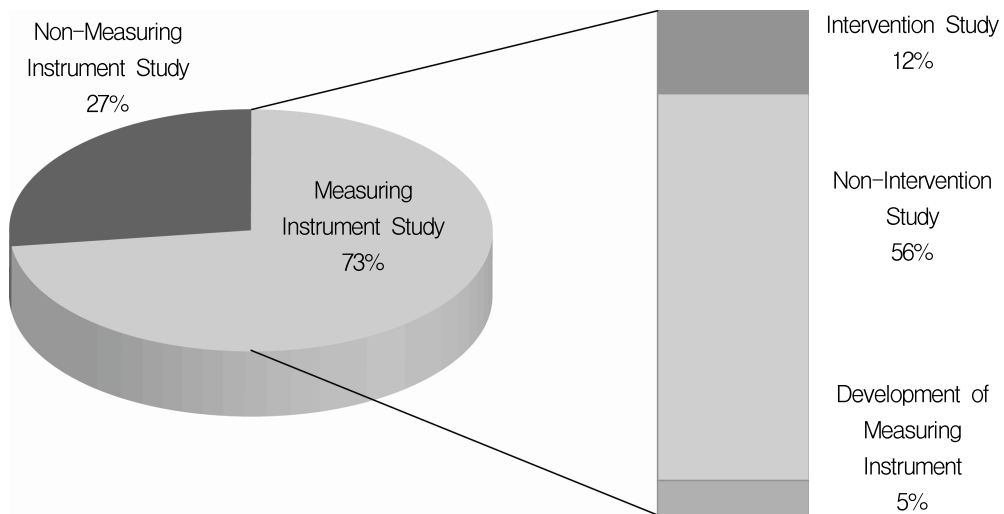 Non-Measuring
Instrument Study
27%
Measuring
Instrument Study
73%
Intervention Study
12%
Non-Intervention
Study
56%
Development of
Measuring
Instrument
5%